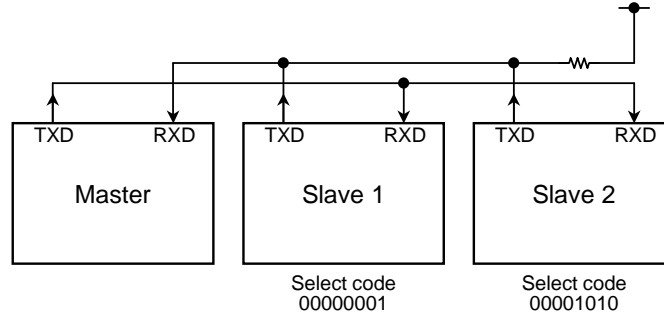 TXD RXD TXD RXD TXD RXD
Master Slave 1 Slave 2
Select code Select code
00000001 00001010